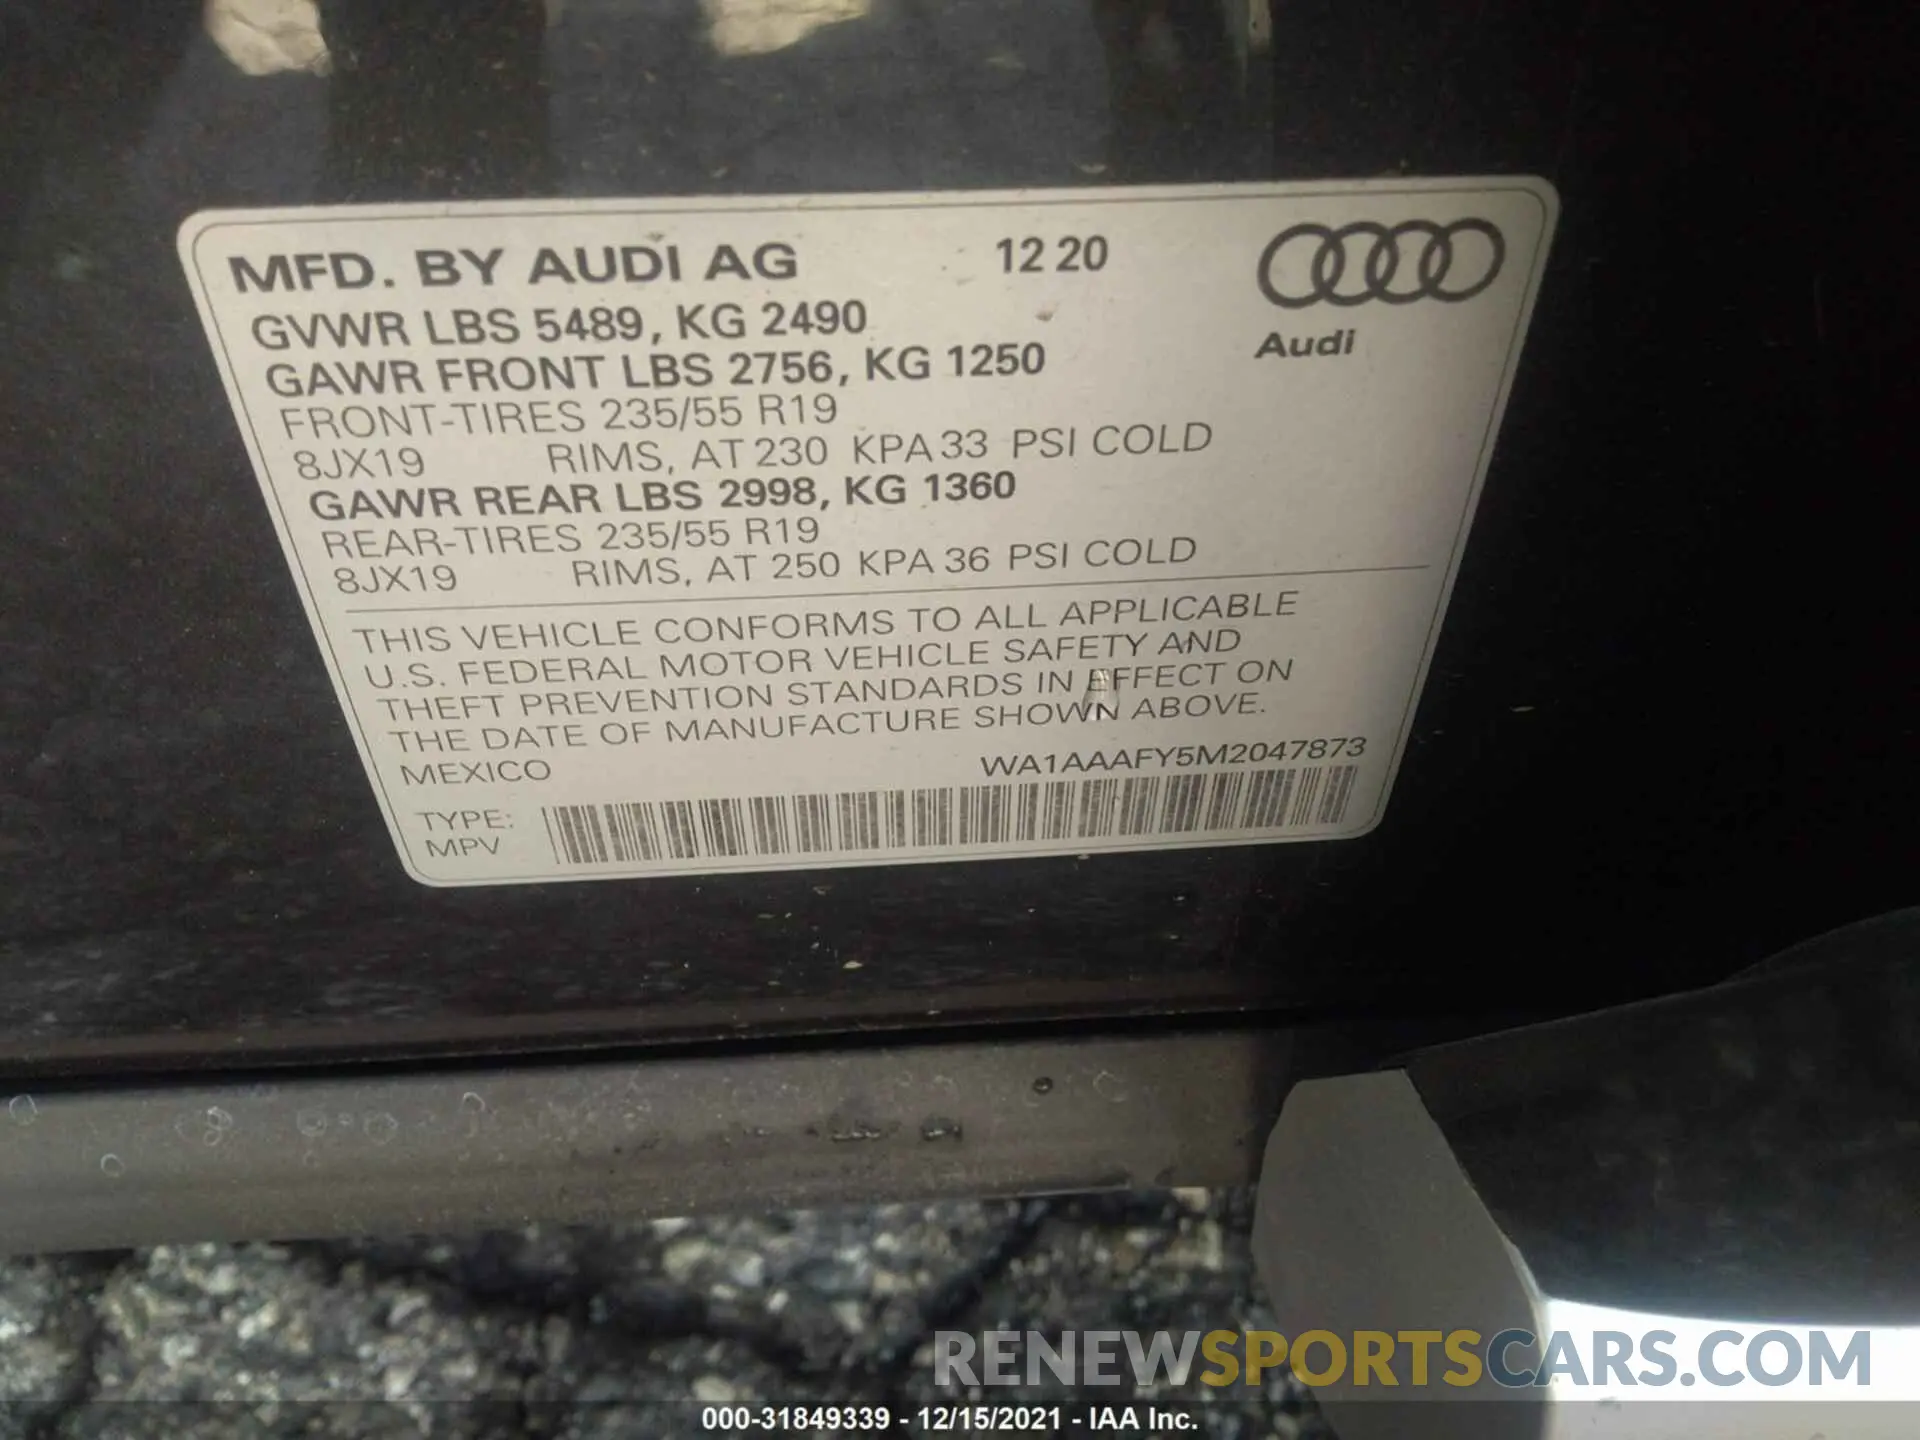 MFD. BY AUDI AG 12 20
Audi
GVWR LBS 5489, KG 2490
GAWR FRONT LBS 2756, KG 1250
FRONT-TIRES 235/55 R19
8JX19 RIMS, AT 230 KPA 33 PSI COLD
GAWR REAR LBS 2998, KG 1360
REAR-TIRES 235/55 R19
8JX19 RIMS, AT 250 KPA 36 PSI COLD
THIS VEHICLE CONFORMS TO ALL APPLICABLE
U.S. FEDERAL MOTOR VEHICLE SAFETY AND
THEFT PREVENTION STANDARDS IN EFFECT ON
THE DATE OF MANUFACTURE SHOWN ABOVE.
MEXICO WA1AAAFY5M2047873
TYPE:
MPV
RENEWSPORTSCARS.COM
000-31849339 - 12/15/2021 - IAA Inc.